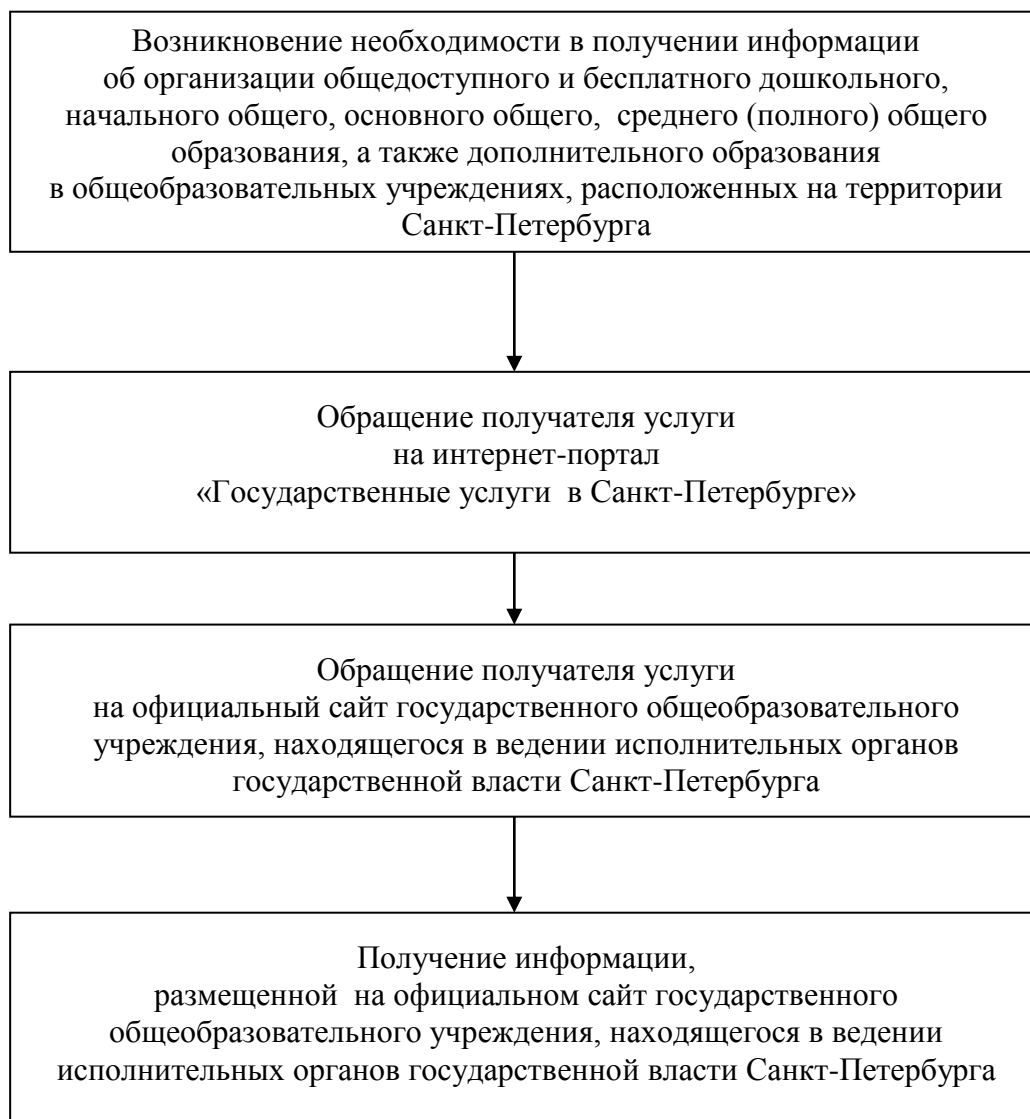 Возникновение необходимости в получении информации
об организации общедоступного и бесплатного дошкольного,
начального общего, основного общего,  среднего (полного) общего
образования, а также дополнительного образования
в общеобразовательных учреждениях, расположенных на территории
Санкт-Петербурга
Обращение получателя услуги
на интернет-портал
«Государственные услуги  в Санкт-Петербурге»
Обращение получателя услуги
на официальный сайт государственного общеобразовательного
учреждения, находящегося в ведении исполнительных органов
государственной власти Санкт-Петербурга
Получение информации,
размещенной  на официальном сайт государственного
общеобразовательного учреждения, находящегося в ведении
исполнительных органов государственной власти Санкт-Петербурга